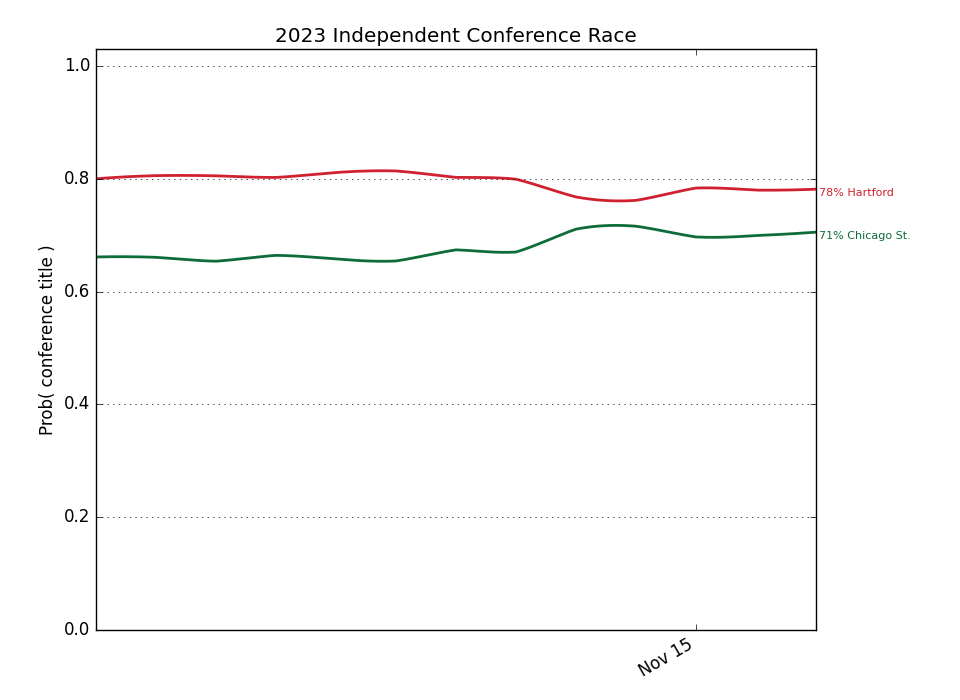 2023 Independent Conference Race
1.0
0.8
0.6
0.4
0.2
0.0
Prob( conference title )
78% Hartford
71% Chicago St.
Nov 15